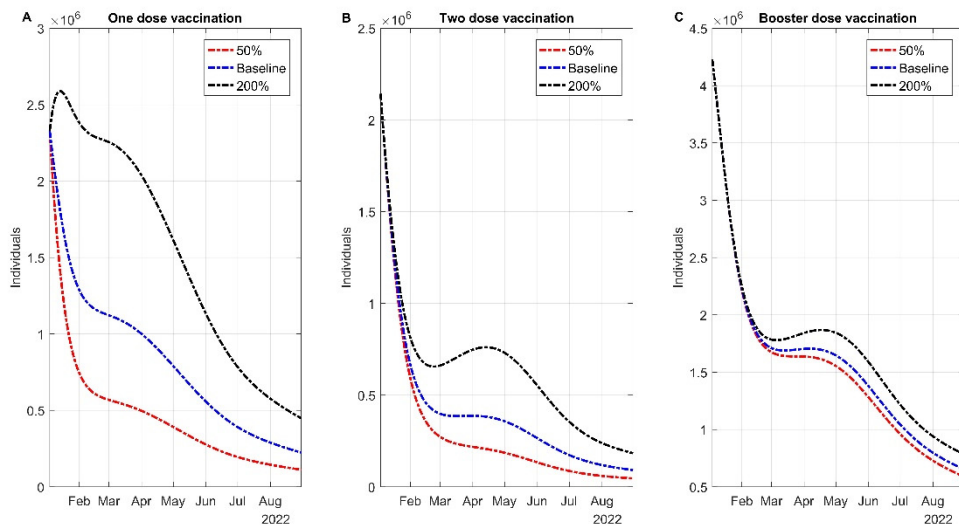 A
One dose vaccination
×10^6
3
2.5
2
1.5
1
0.5
0
Individuals
50%
Baseline
200%
Feb Mar Apr May Jun Jul Aug
2022
B
Two dose vaccination
×10^6
2.5
2
1.5
1
0.5
0
Individuals
50%
Baseline
200%
Feb Mar Apr May Jun Jul Aug
2022
C
Booster dose vaccination
×10^6
4.5
4
3.5
3
2.5
2
1.5
1
0.5
Individuals
50%
Baseline
200%
Feb Mar Apr May Jun Jul Aug
2022